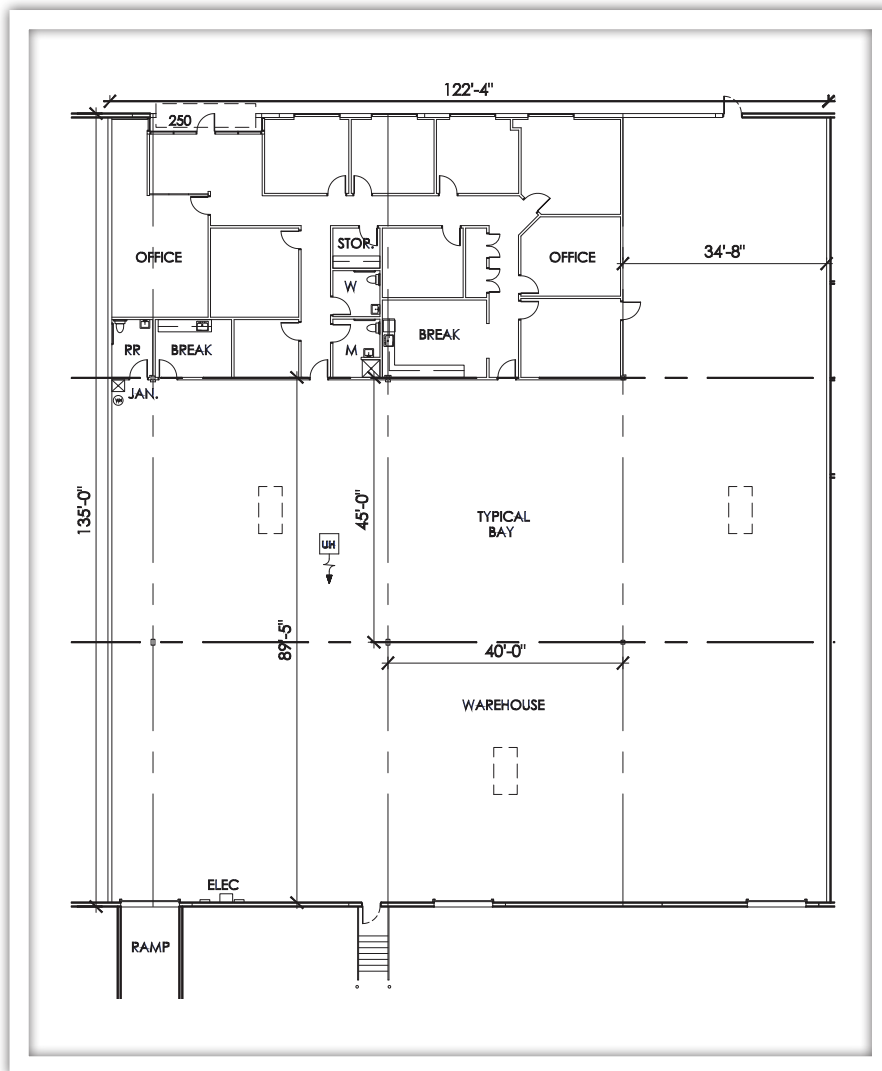 122'-4"
250
STOR.
OFFICE
OFFICE
34'-8"
W
RR
BREAK
M
BREAK
JAN.
WH
135'-0"
45'-0"
TYPICAL
BAY
UH
89'-5"
40'-0"
WAREHOUSE
ELEC
RAMP